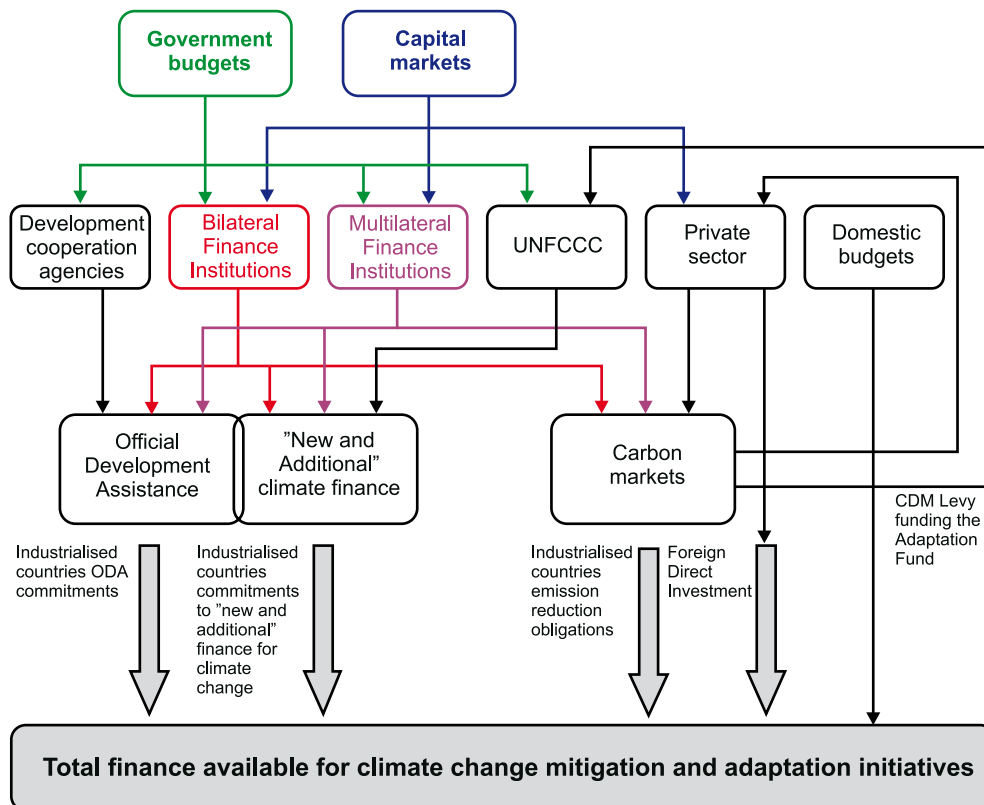 Government
budgets
Capital
markets
Development
cooperation
agencies
Bilateral
Finance
Institutions
Multilateral
Finance
Institutions
UNFCCC
Private
sector
Domestic
budgets
Official
Development
Assistance
”New and
Additional”
climate finance
Carbon
markets
CDM Levy
funding the
Adaptation
Fund
Industrialised
countries ODA
commitments
Industrialised
countries
commitments
to ”new and
additional”
finance for
climate
change
Industrialised
countries
emission
reduction
obligations
Foreign
Direct
Investment
Total finance available for climate change mitigation and adaptation initiatives